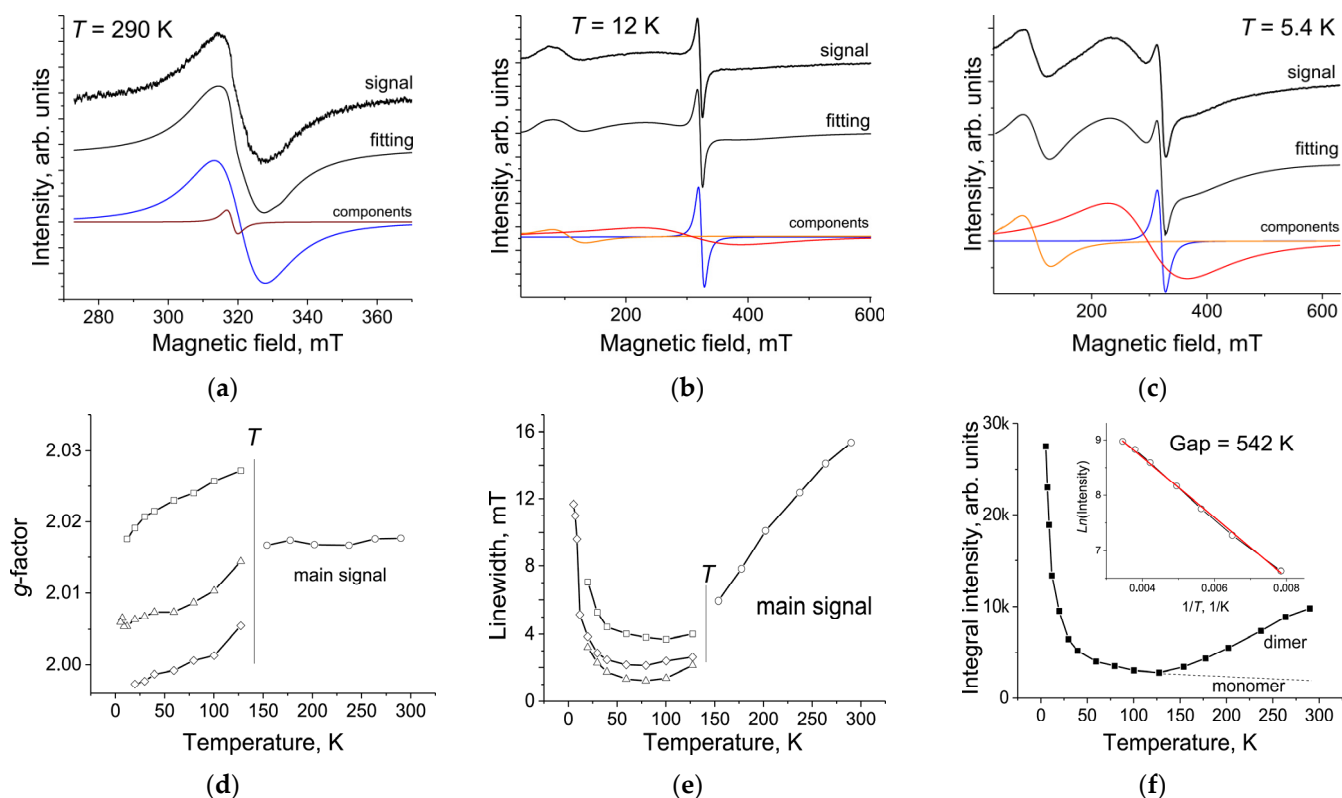 T = 290 K
signal
fitting
components
Intensity, arb. units
280 300 320 340 360
Magnetic field, mT
(a)
T = 12 K
signal
fitting
components
Intensity, arb. units
200 400 600
Magnetic field, mT
(b)
T = 5.4 K
signal
fitting
components
Intensity, arb. units
200 400 600
Magnetic field, mT
(c)
2.03
2.02
2.01
2.00
g-factor
T
main signal
0 50 100 150 200 250 300
Temperature, K
(d)
16
12
8
4
0
Linewidth, mT
T
main signal
0 50 100 150 200 250 300
Temperature, K
(e)
30k
20k
10k
0
Integral intensity, arb. units
Gap = 542 K
9
8
7
Ln(Intensity)
0.004 0.006 0.008
1/T, 1/K
dimer
monomer
0 50 100 150 200 250 300
Temperature, K
(f)